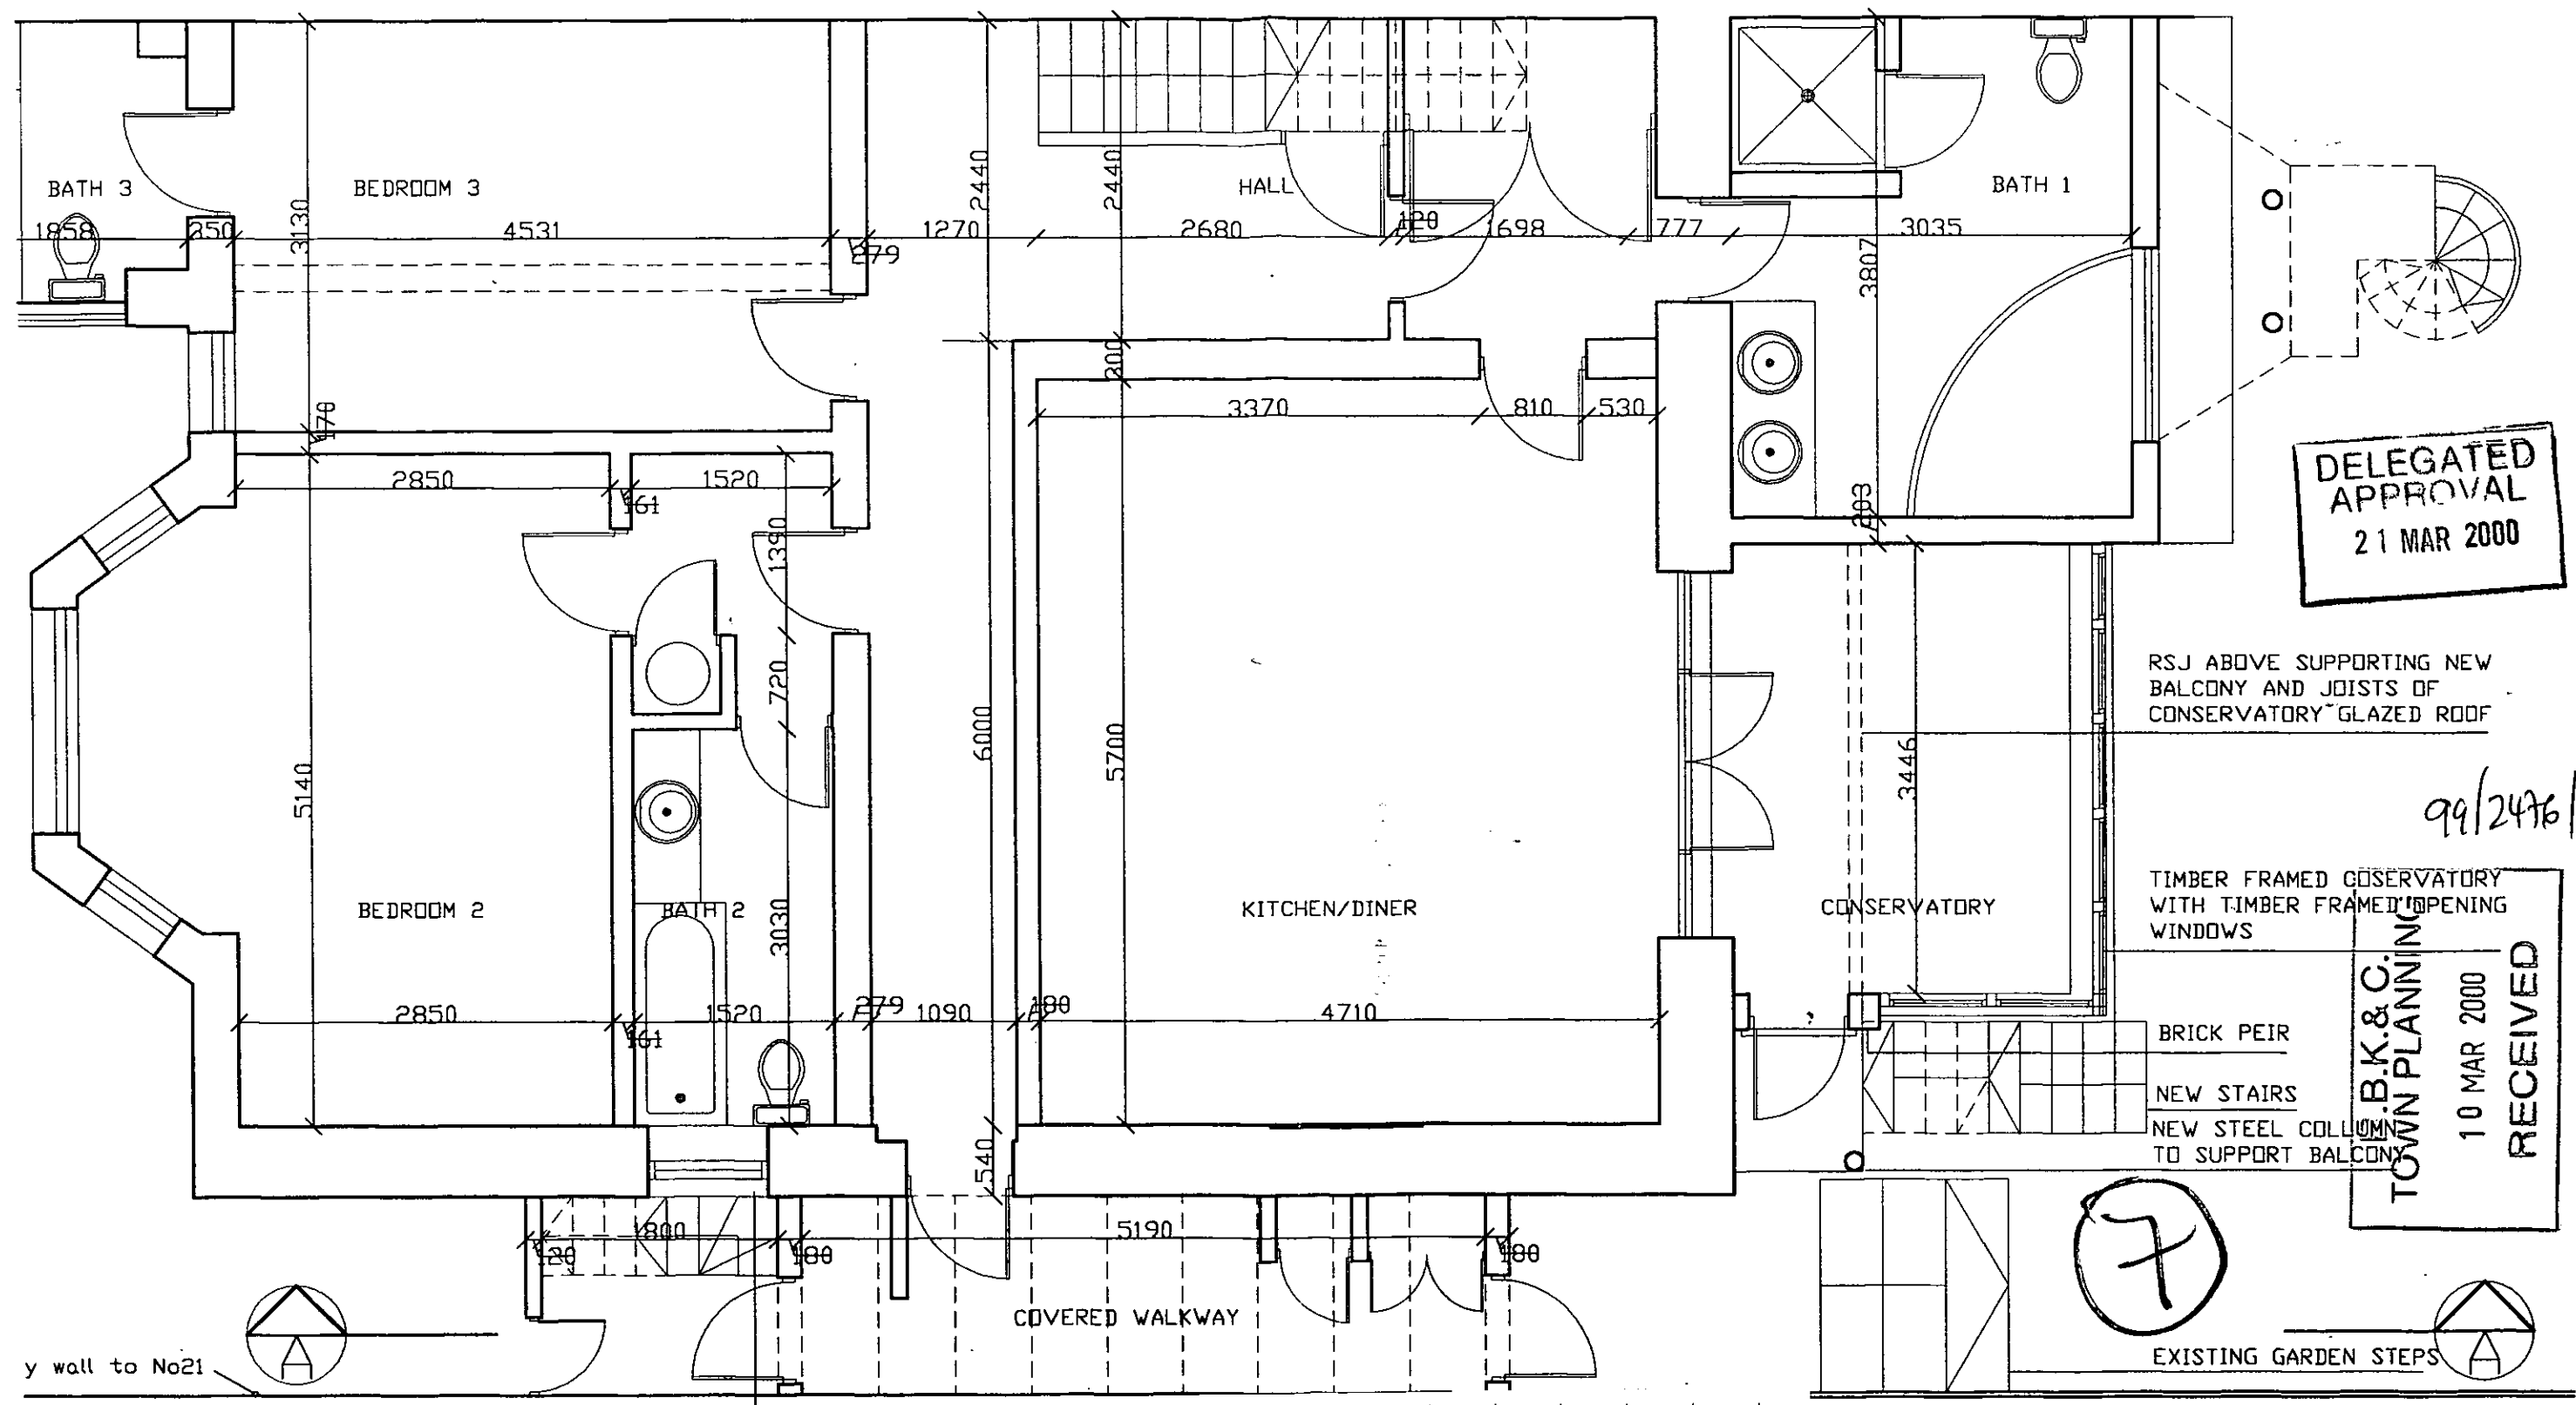 BATH 3
BEDROOM 3
HALL
BATH 1
1858
350
4531
279
1270
2680
120
1698
777
3035
3130
2440
2440
3807
300
170
3370
810
530
2850
161
1520
203
1390
720
3030
5140
6000
5700
3446
DELEGATED
APPROVAL
21 MAR 2000
RSJ ABOVE SUPPORTING NEW
BALCONY AND JOISTS OF
CONSERVATORY GLAZED ROOF
99/2476/
TIMBER FRAMED COSERVATORY
WITH TIMBER FRAMED OPENING
WINDOWS
BEDROOM 2
BATH 2
KITCHEN/DINER
CONSERVATORY
2850
161
1520
279
1090
180
4710
BRICK PEIR
NEW STAIRS
NEW STEEL COLLUMN
TO SUPPORT BALCONY
R.B.K.& C.
TOWN PLANNING
10 MAR 2000
RECEIVED
540
120
1800
180
5190
180
7
COVERED WALKWAY
EXISTING GARDEN STEPS
y wall to No21